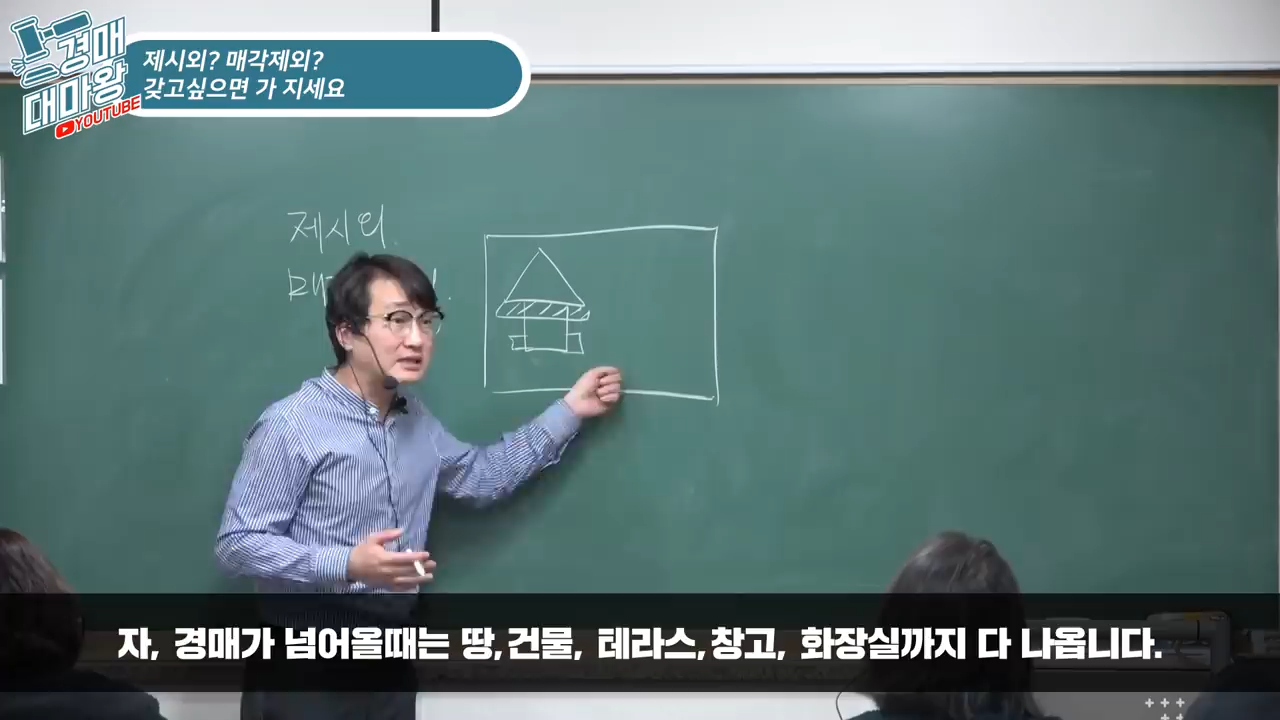 경매
대마왕
YOUTUBE
제시외? 매각제외?
갖고싶으면 가 지세요
제시외.
매
자, 경매가 넘어올때는 땅,건물, 테라스,창고, 화장실까지 다 나옵니다.